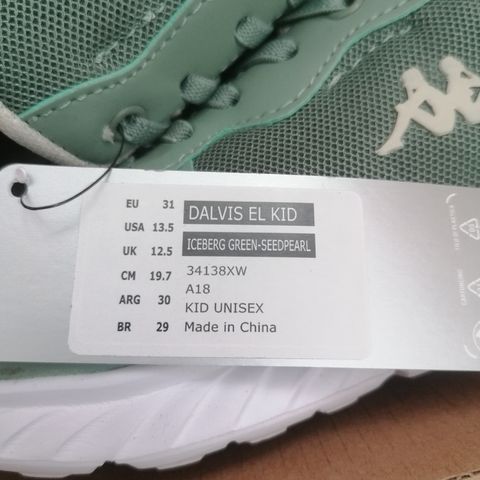 EU 31
USA 13.5
UK 12.5
CM 19.7
ARG 30
BR 29
DALVIS EL KID
ICEBERG GREEN-SEEDPEARL
34138XW
A18
KID UNISEX
Made in China